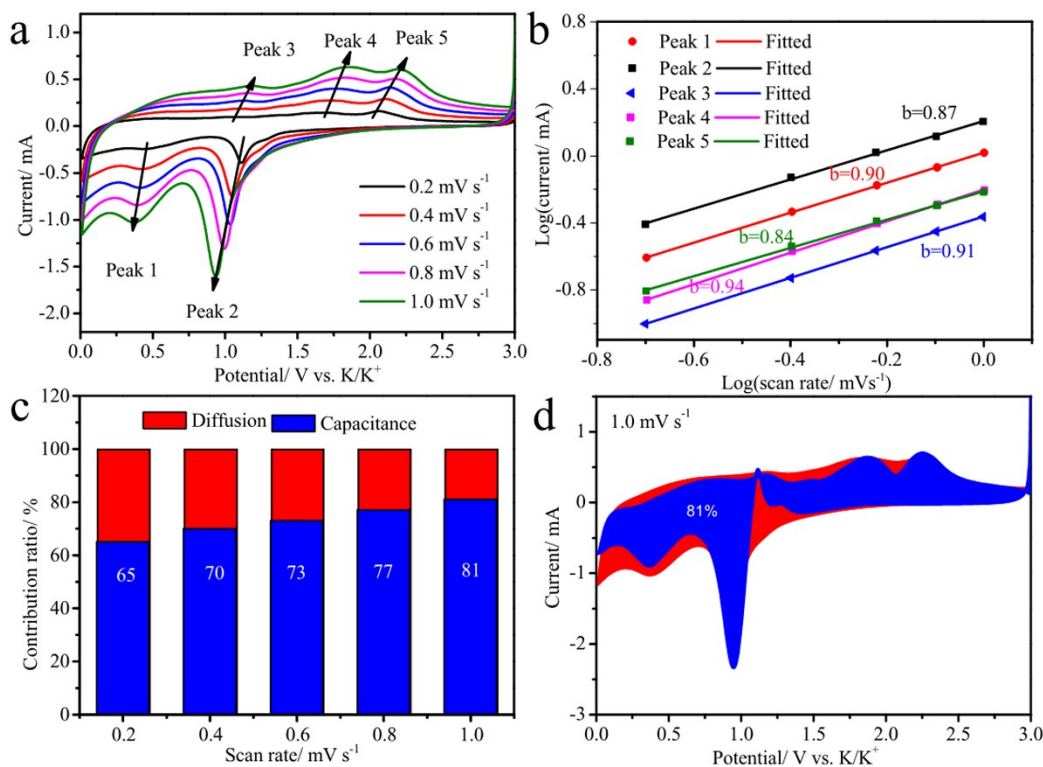 a
1.0
0.5
0.0
-0.5
-1.0
-1.5
-2.0
Current/ mA
Peak 3
Peak 4
Peak 5
Peak 1
Peak 2
0.2 mV s⁻¹
0.4 mV s⁻¹
0.6 mV s⁻¹
0.8 mV s⁻¹
1.0 mV s⁻¹
0.0 0.5 1.0 1.5 2.0 2.5 3.0
Potential/ V vs. K/K⁺
b
0.8
0.4
0.0
-0.4
-0.8
Log(current/ mA)
Peak 1 Fitted
Peak 2 Fitted
Peak 3 Fitted
Peak 4 Fitted
Peak 5 Fitted
b=0.87
b=0.90
b=0.84
b=0.94
b=0.91
-0.8 -0.6 -0.4 -0.2 0.0
Log(scan rate/ mVs⁻¹)
c
120
100
80
60
40
20
0
Contribution ratio/ %
Diffusion Capacitance
65 70 73 77 81
0.2 0.4 0.6 0.8 1.0
Scan rate/ mV s⁻¹
d
1.0 mV s⁻¹
1
0
-1
-2
-3
Current/ mA
81%
0.0 0.5 1.0 1.5 2.0 2.5 3.0
Potential/ V vs. K/K⁺